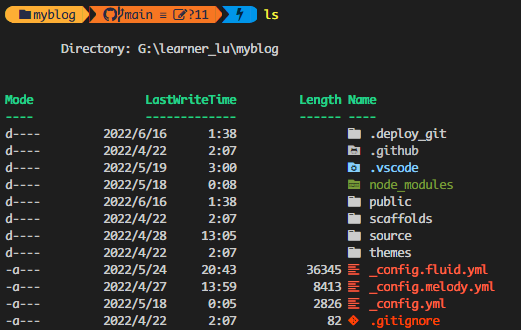 myblog main ≡ ?11 ls
Directory: G:\learner_lu\myblog
Mode LastWriteTime Length Name
---- ------------- ------ ----
d---- 2022/6/16 1:38 .deploy_git
d---- 2022/4/22 2:07 .github
d---- 2022/5/19 3:00 .vscode
d---- 2022/5/18 0:08 node_modules
d---- 2022/6/16 1:38 public
d---- 2022/4/22 2:07 scaffolds
d---- 2022/4/28 13:05 source
d---- 2022/4/22 2:07 themes
-a--- 2022/5/24 20:43 36345 _config.fluid.yml
-a--- 2022/4/27 13:59 8413 _config.melody.yml
-a--- 2022/5/18 0:05 2826 _config.yml
-a--- 2022/4/22 2:07 82 .gitignore